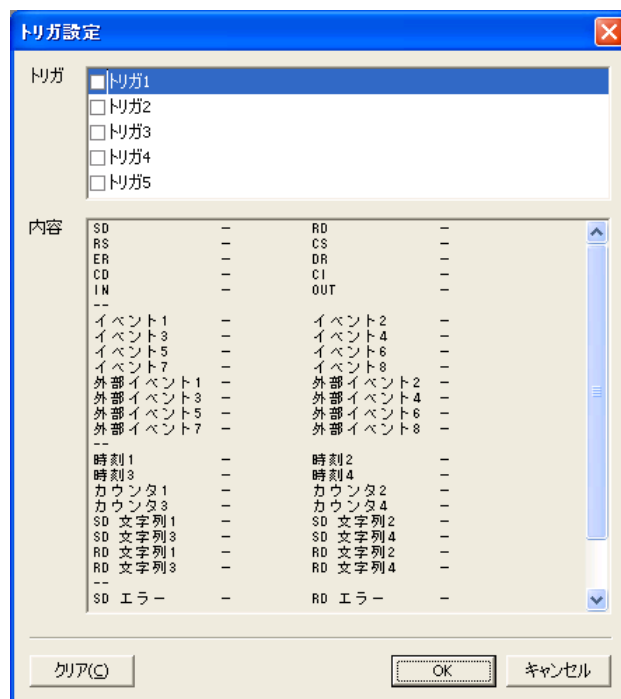 トリガ設定
トリガ
トリガ1
トリガ2
トリガ3
トリガ4
トリガ5
内容
SD － RD －
RS － CS －
ER － DR －
CD － CI －
IN － OUT －
--
イベント1 － イベント2 －
イベント3 － イベント4 －
イベント5 － イベント6 －
イベント7 － イベント8 －
外部イベント1 － 外部イベント2 －
外部イベント3 － 外部イベント4 －
外部イベント5 － 外部イベント6 －
外部イベント7 － 外部イベント8 －
--
時刻1 － 時刻2 －
時刻3 － 時刻4 －
カウンタ1 － カウンタ2 －
カウンタ3 － カウンタ4 －
SD 文字列1 － SD 文字列2 －
SD 文字列3 － SD 文字列4 －
RD 文字列1 － RD 文字列2 －
RD 文字列3 － RD 文字列4 －
--
SD エラー － RD エラー －
クリア(C) OK キャンセル